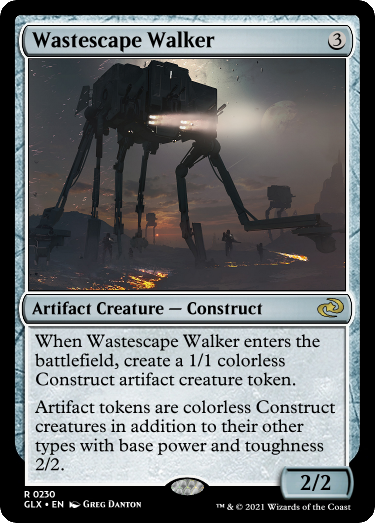 Wastescape Walker 3
Artifact Creature — Construct
When Wastescape Walker enters the
battlefield, create a 1/1 colorless
Construct artifact creature token.
Artifact tokens are colorless Construct
creatures in addition to their other
types with base power and toughness
2/2.
2/2
R 0230
GLX • EN Greg Danton
™ & © 2021 Wizards of the Coast